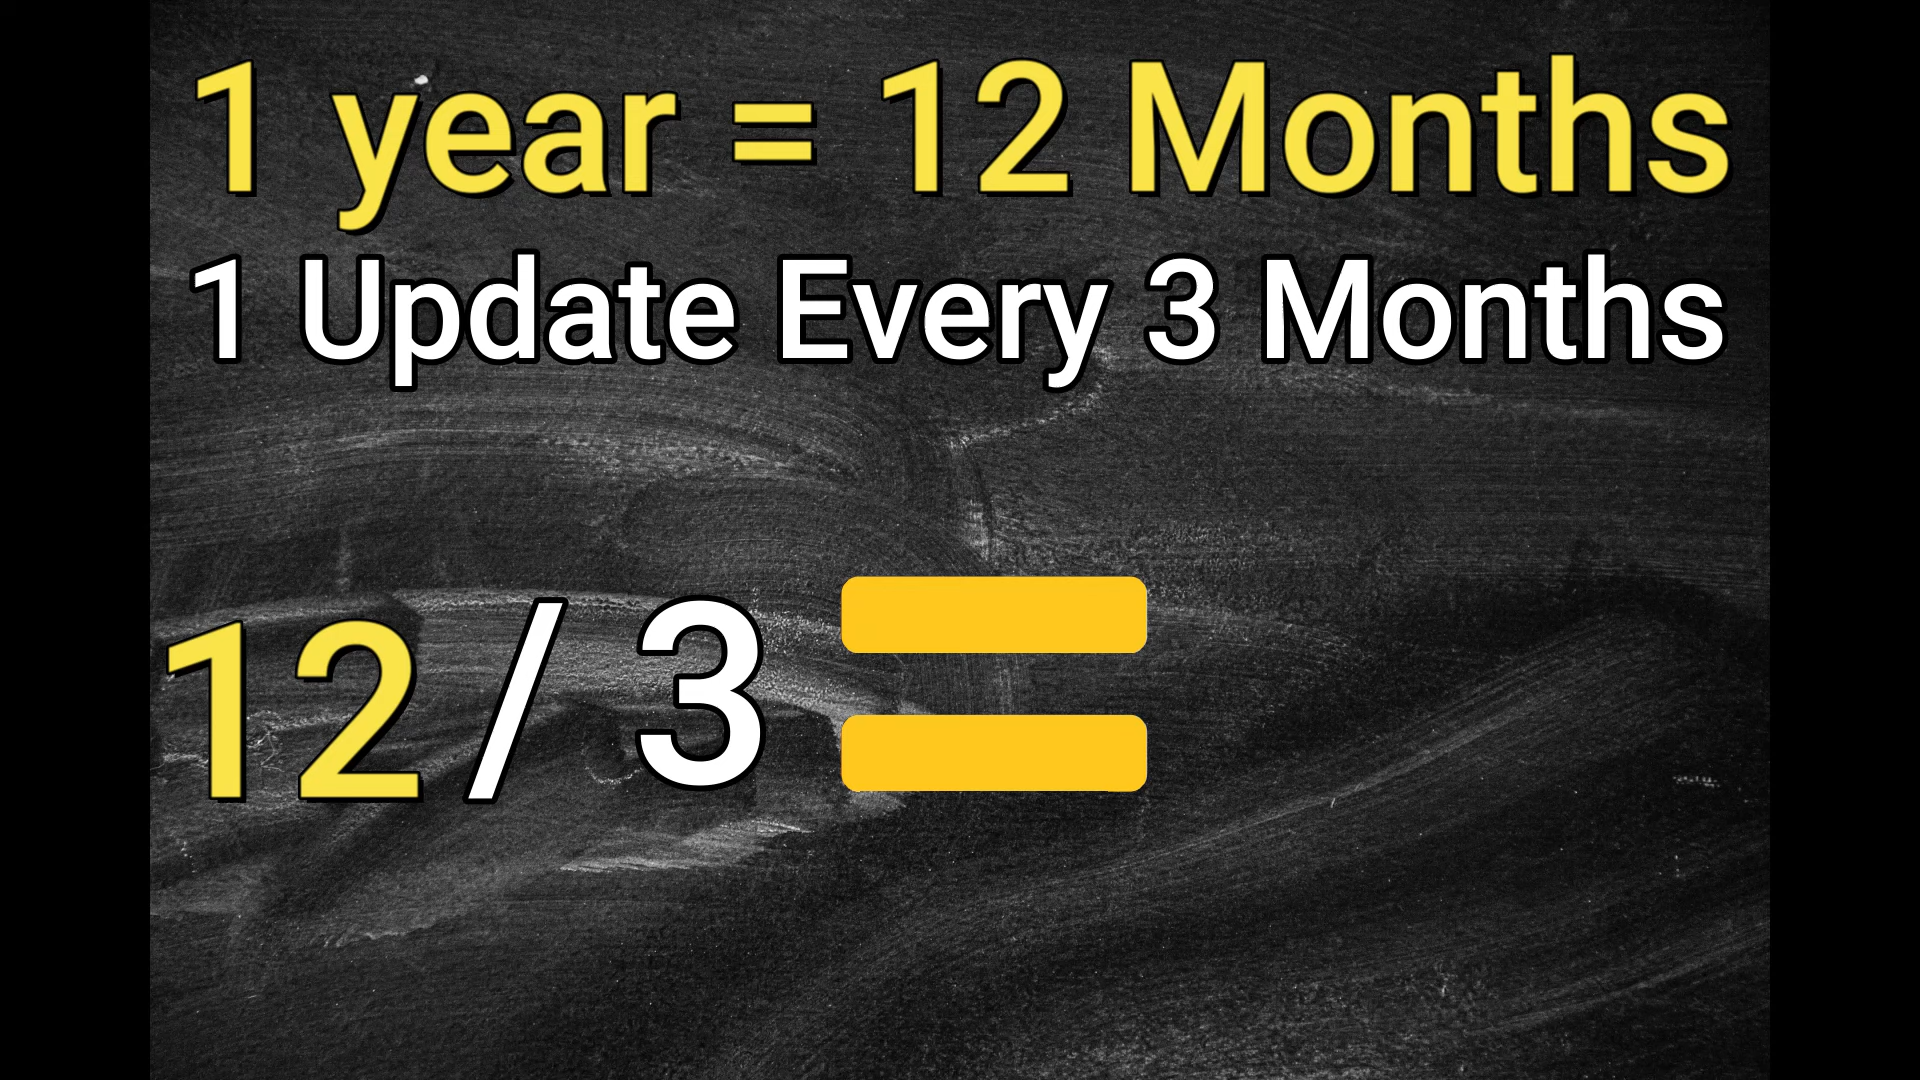 1 year = 12 Months
1 Update Every 3 Months
12 / 3 =